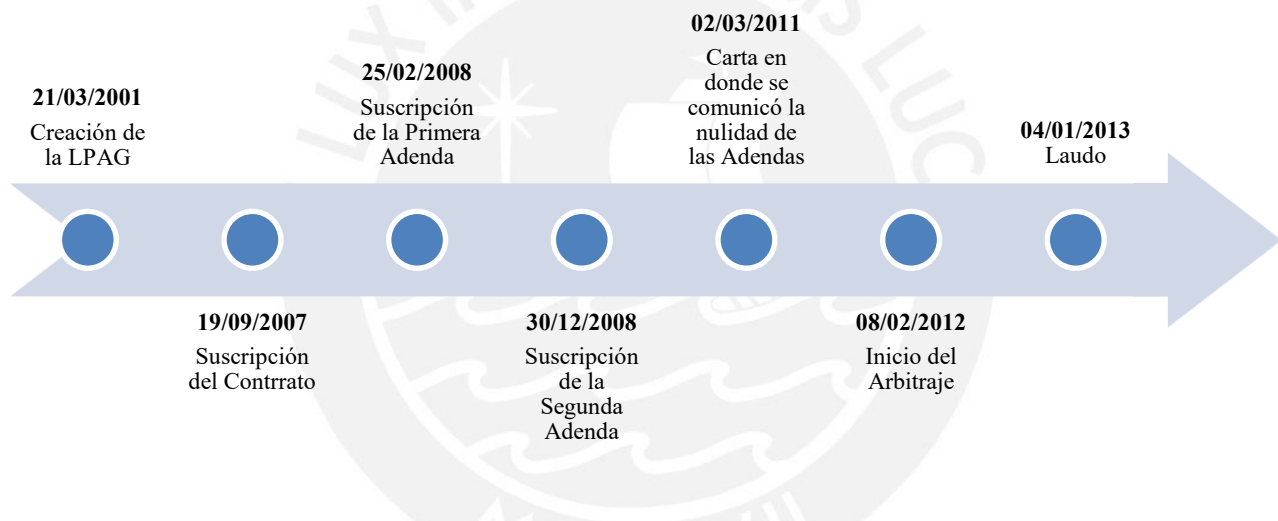 21/03/2001
Creación de
la LPAG
19/09/2007
Suscripción
del Contrrato
25/02/2008
Suscripción
de la Primera
Adenda
30/12/2008
Suscripción
de la
Segunda
Adenda
02/03/2011
Carta en
donde se
comunicó la
nulidad de
las Adendas
08/02/2012
Inicio del
Arbitraje
04/01/2013
Laudo